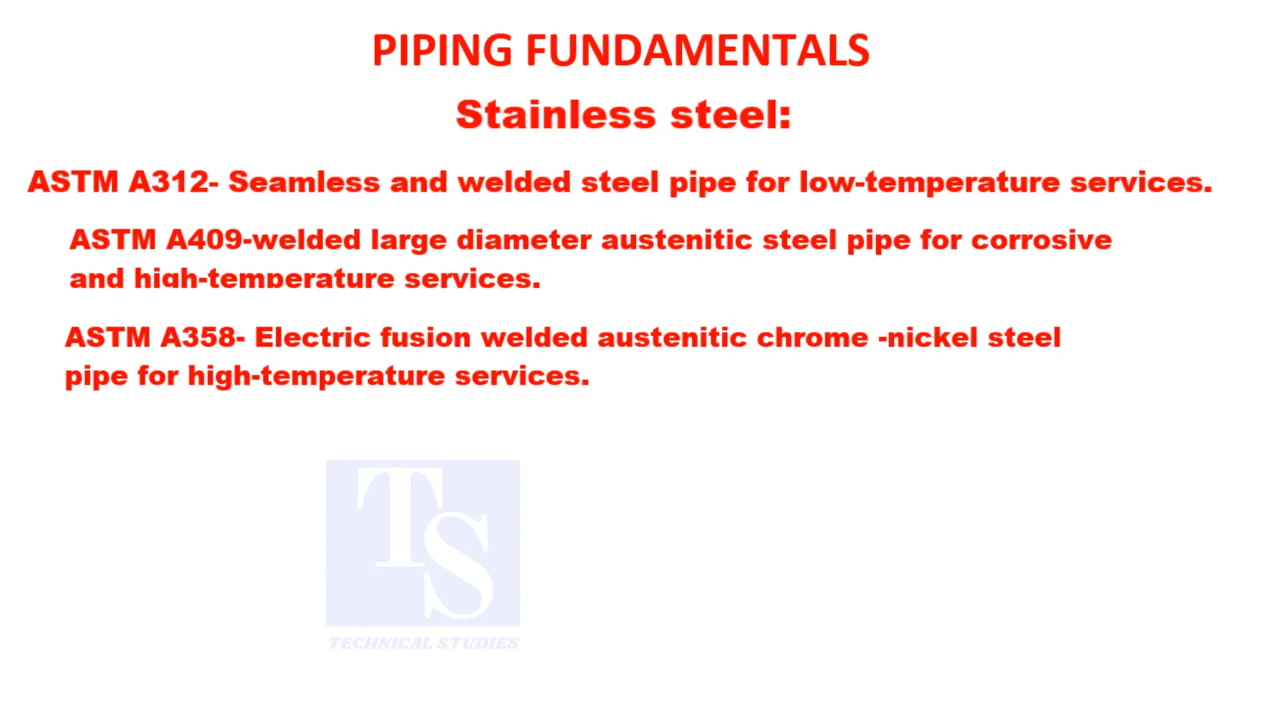 PIPING FUNDAMENTALS
Stainless steel:
ASTM A312- Seamless and welded steel pipe for low-temperature services.
ASTM A409-welded large diameter austenitic steel pipe for corrosive
and high-temperature services.
ASTM A358- Electric fusion welded austenitic chrome -nickel steel
pipe for high-temperature services.
TS
TECHNICAL STUDIES